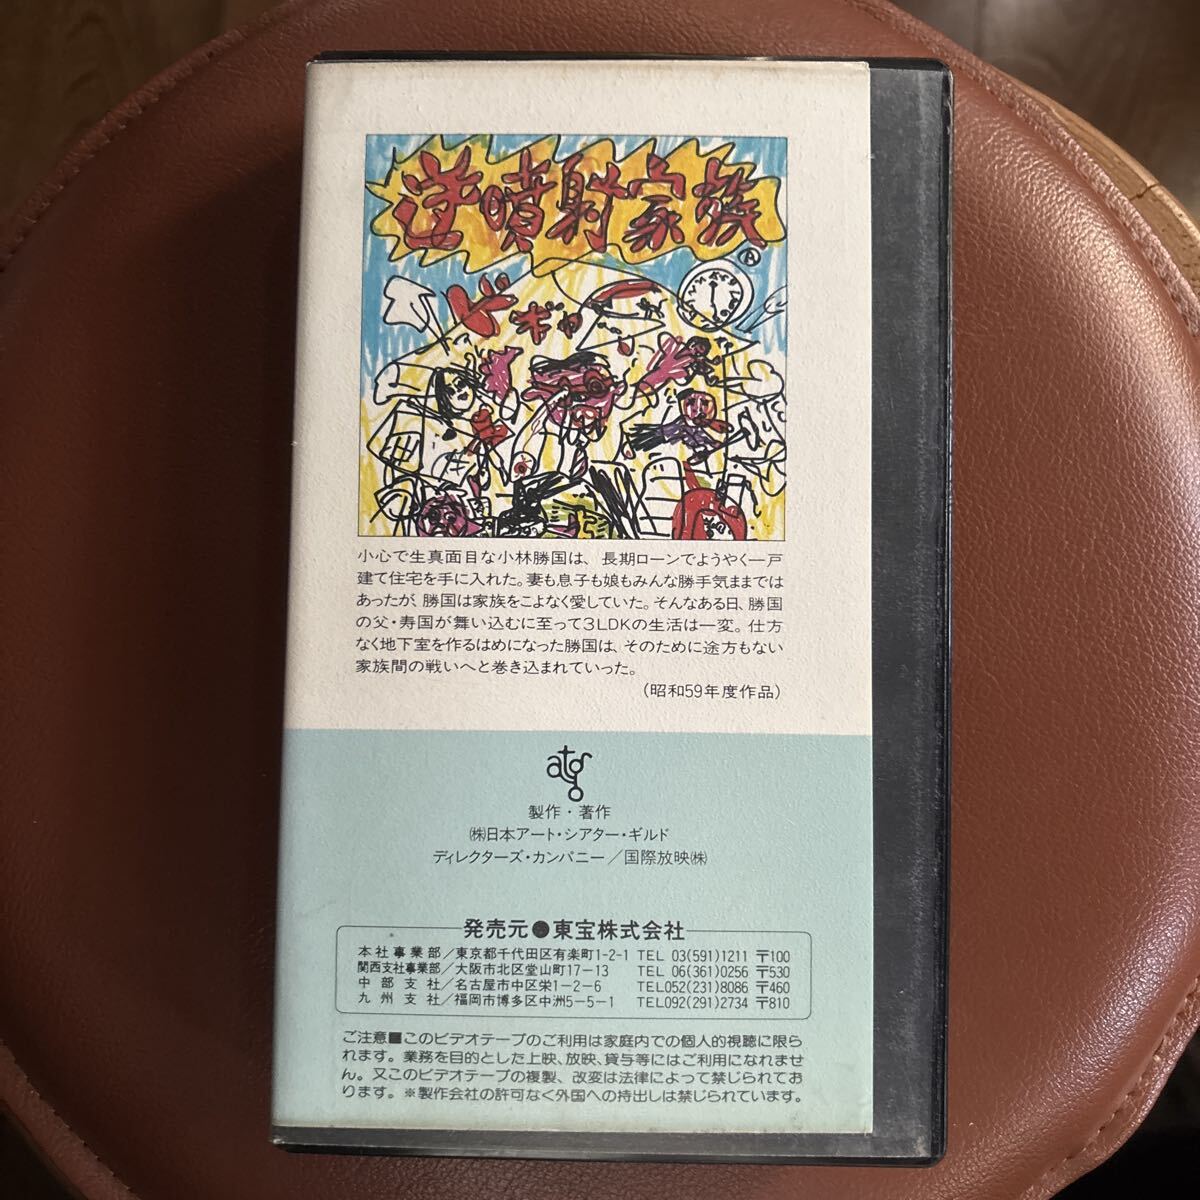 逆噴射家族
Ⓡ
ド
ギャ
小心で生真面目な小林勝国は、長期ローンでようやく一戸
建て住宅を手に入れた。妻も息子も娘もみんな勝手気ままでは
あったが、勝国は家族をこよなく愛していた。そんなある日、勝国
の父・寿国が舞い込むに至って3LDKの生活は一変。仕方
なく地下室を作るはめになった勝国は、そのために途方もない
家族間の戦いへと巻き込まれていった。
(昭和59年度作品)
atg
製作・著作
㈱日本アート・シアター・ギルド
ディレクターズ・カンパニー/国際放映㈱
発売元●東宝株式会社
本社事業部/東京都千代田区有楽町1-2-1 TEL 03(591)1211 〒100
関西支社事業部/大阪市北区堂山町17-13 TEL 06(361)0256 〒530
中部支社/名古屋市中区栄1-2-6 TEL052(231)8086 〒460
九州支社/福岡市博多区中洲5-5-1 TEL092(291)2734 〒810
ご注意■このビデオテープのご利用は家庭内での個人的視聴に限ら
れます。業務を目的とした上映、放映、貸与等にはご利用になれませ
ん。又このビデオテープの複製、改変は法律によって禁じられてお
ります。※製作会社の許可なく外国への持出しは禁じられています。